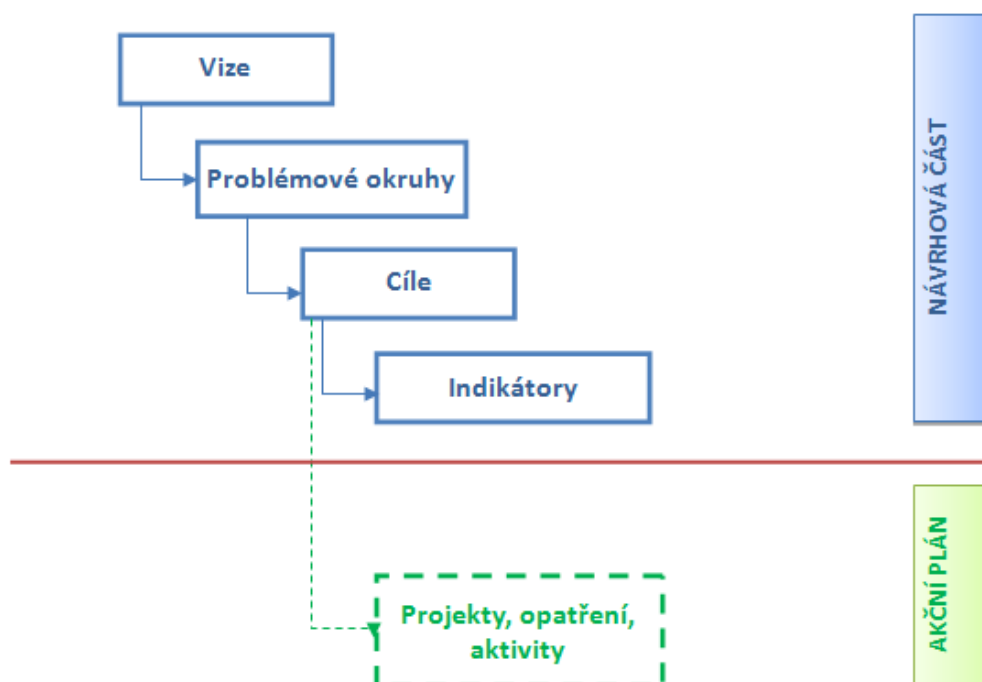 Vize
Problémové okruhy
Cíle
Indikátory
NÁVRHOVÁ ČÁST
Projekty, opatření,
aktivity
AKČNÍ PLÁN